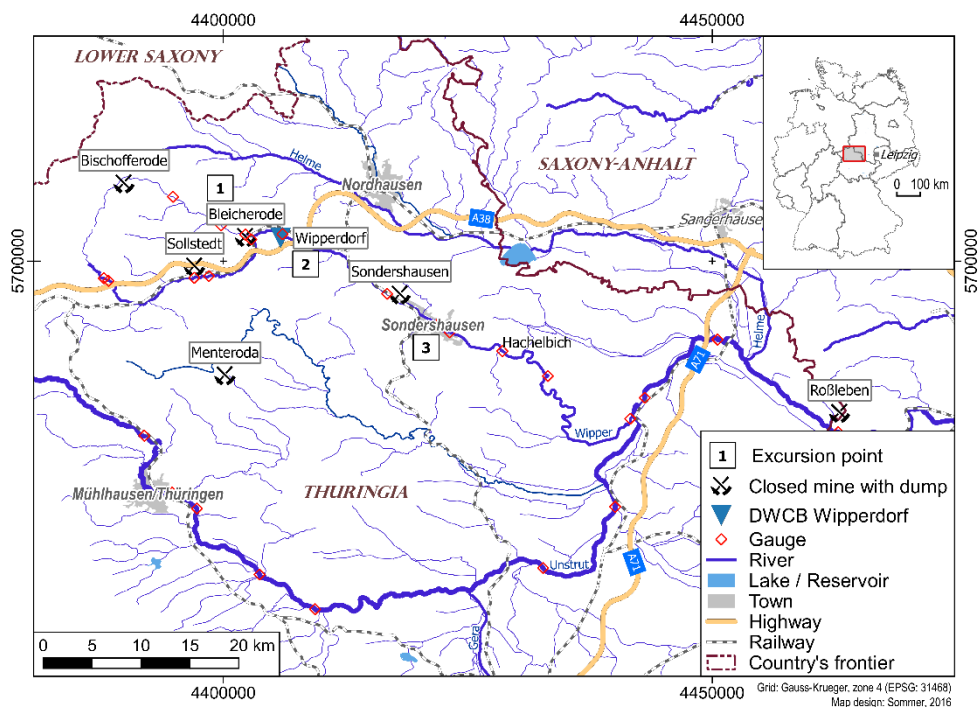 4400000
4450000
LOWER SAXONY
Bischofferode
Helme
Nordhausen
SAXONY-ANHALT
Leipzig
0 100 km
1
Bleicherode
A38
Sangerhause
Sollstedt
Wipperdorf
5700000
5700000
2
Sondershausen
Sondershausen
3
Hachelbich
Helme
Menteroda
A71
Roßleben
Wipper
Mühlhausen/Thüringen
THURINGIA
Unstrut
A71
Gera
1 Excursion point
Closed mine with dump
DWCB Wipperdorf
Gauge
River
Lake / Reservoir
Town
Highway
Railway
Country's frontier
0 5 10 15 20 km
4400000
4450000
Grid: Gauss-Krueger, zone 4 (EPSG: 31468)
Map design: Sommer, 2016